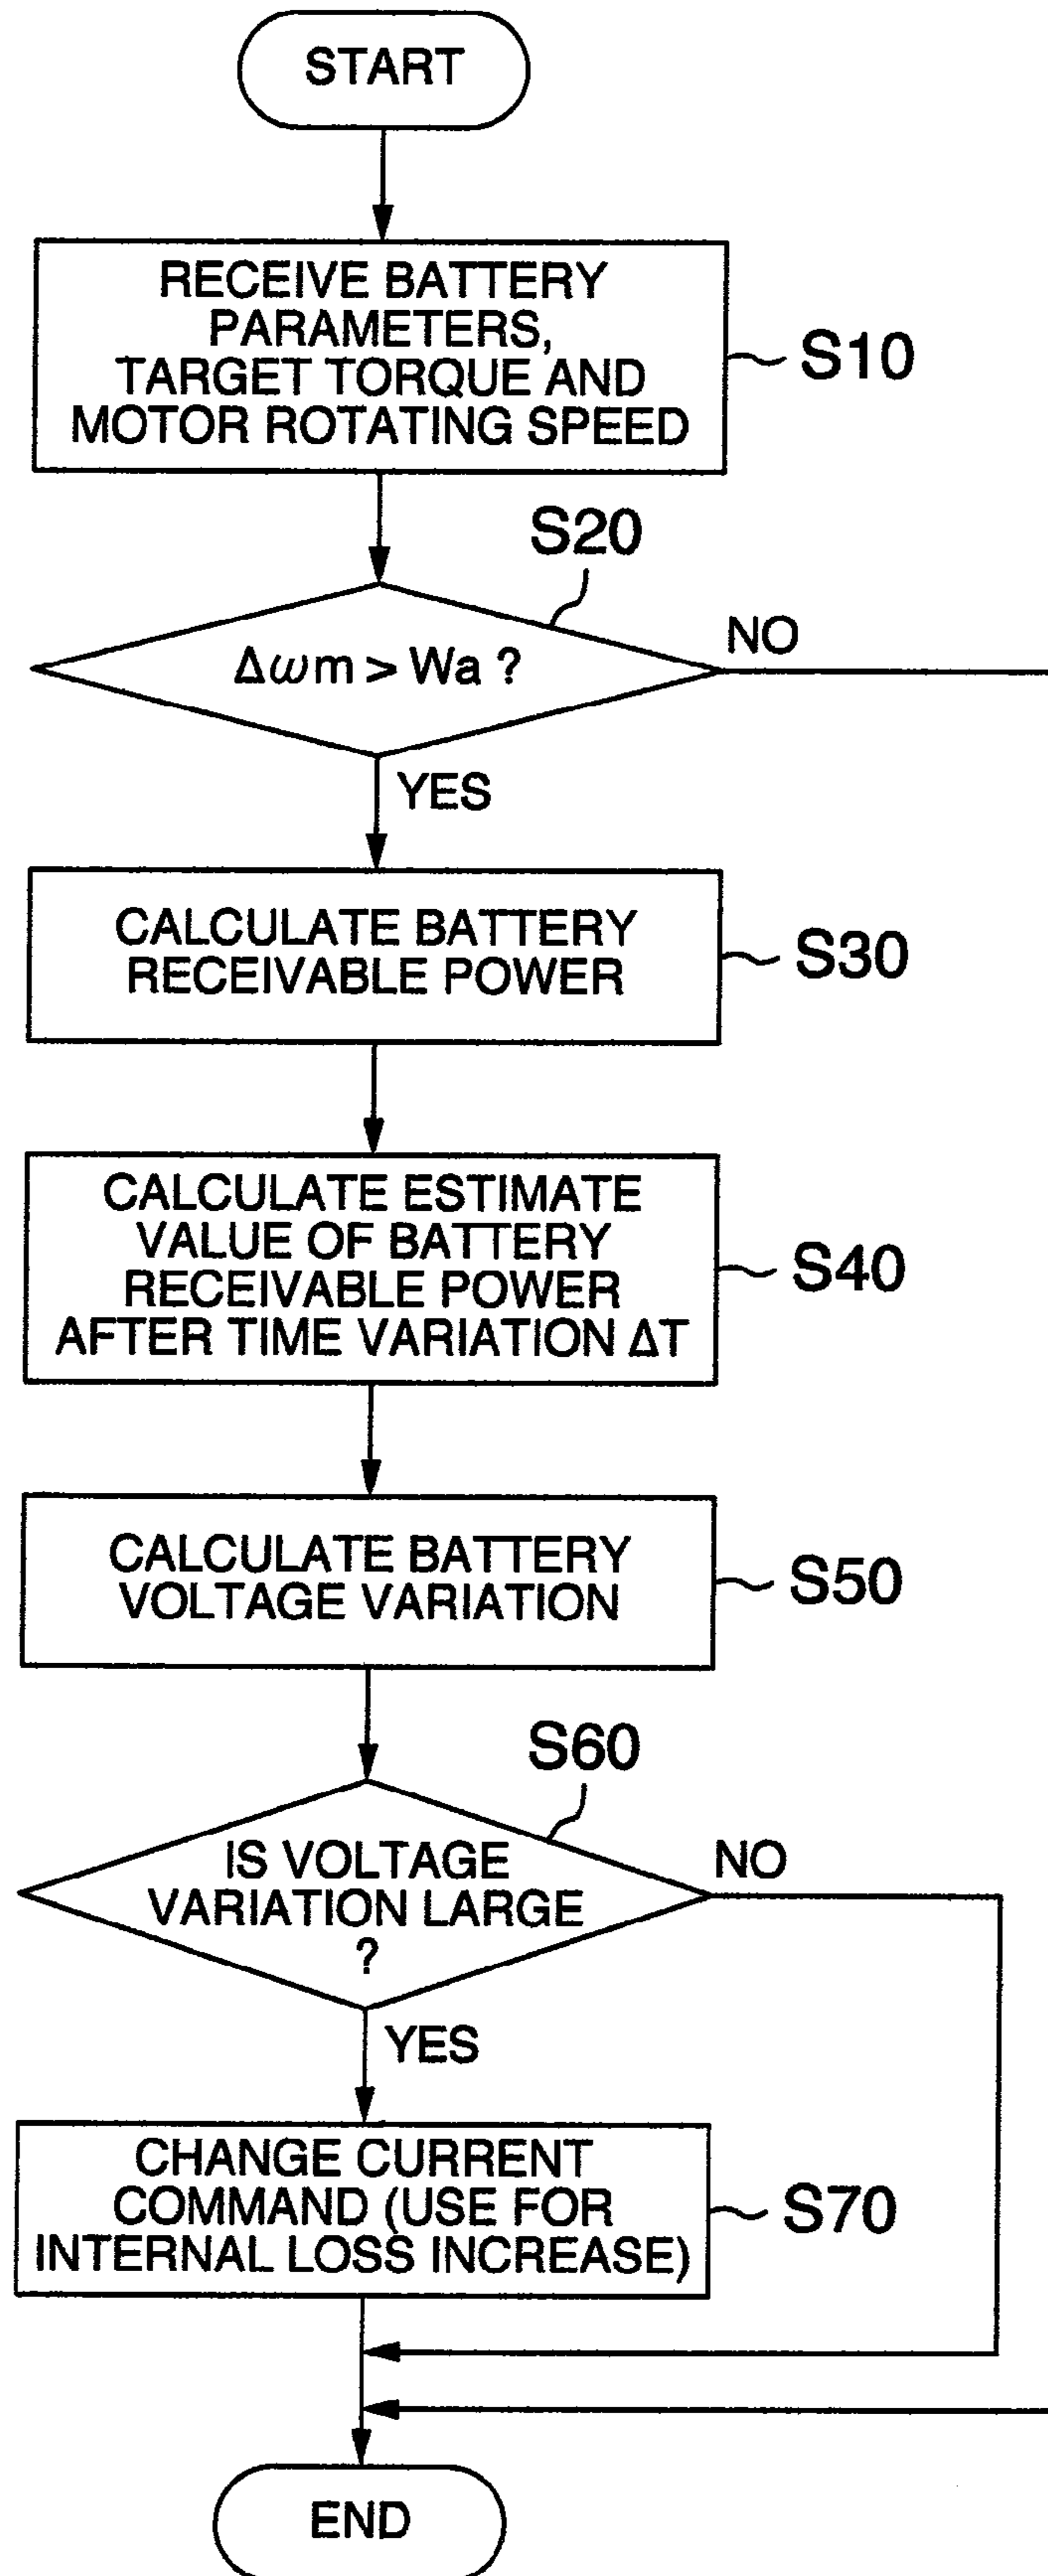 START
RECEIVE BATTERY
PARAMETERS,
TARGET TORQUE AND
MOTOR ROTATING SPEED
S10
S20
Δωm > Wa ?
NO
YES
CALCULATE BATTERY
RECEIVABLE POWER
S30
CALCULATE ESTIMATE
VALUE OF BATTERY
RECEIVABLE POWER
AFTER TIME VARIATION ΔT
S40
CALCULATE BATTERY
VOLTAGE VARIATION
S50
S60
IS VOLTAGE
VARIATION LARGE
?
NO
YES
CHANGE CURRENT
COMMAND (USE FOR
INTERNAL LOSS INCREASE)
S70
END